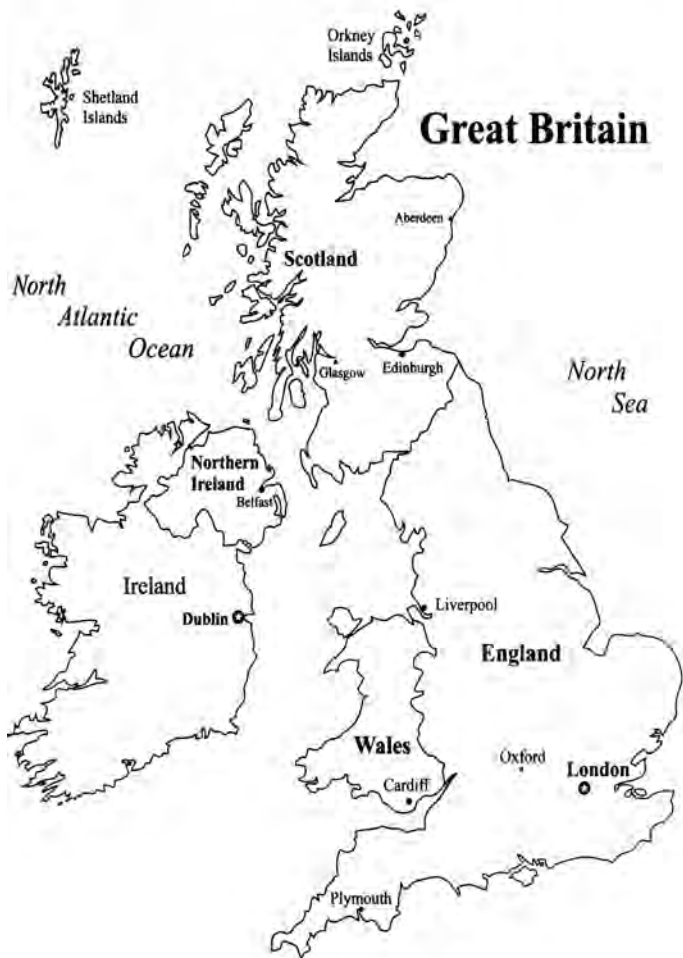 Orkney
Islands
Shetland
Islands
Great Britain
Aberdeen
Scotland
North
Atlantic
Ocean
Glasgow
Edinburgh
North
Sea
Northern
Ireland
Belfast
Ireland
Dublin
Liverpool
England
Wales
Oxford
London
Cardiff
Plymouth